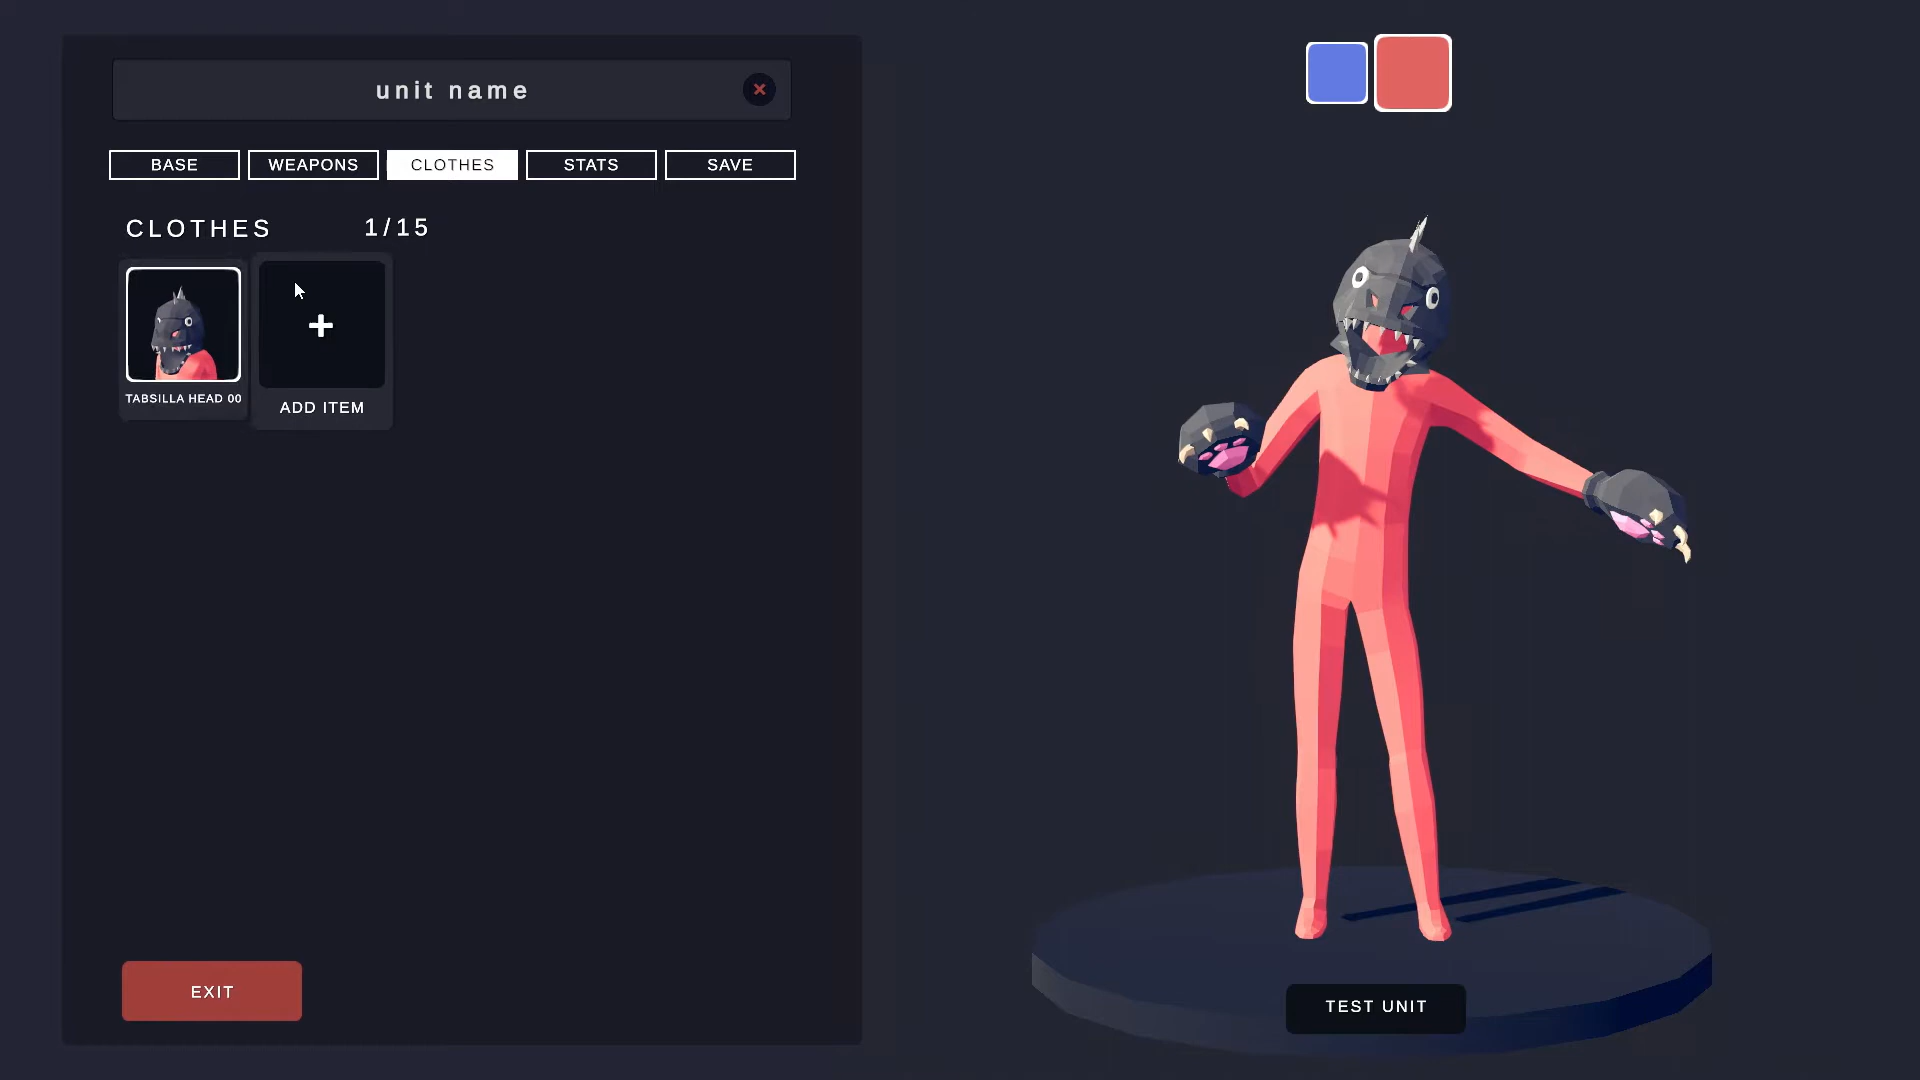 unit name
BASE
WEAPONS
CLOTHES
STATS
SAVE
CLOTHES 1/15
TABSILLA HEAD 00
ADD ITEM
EXIT
TEST UNIT